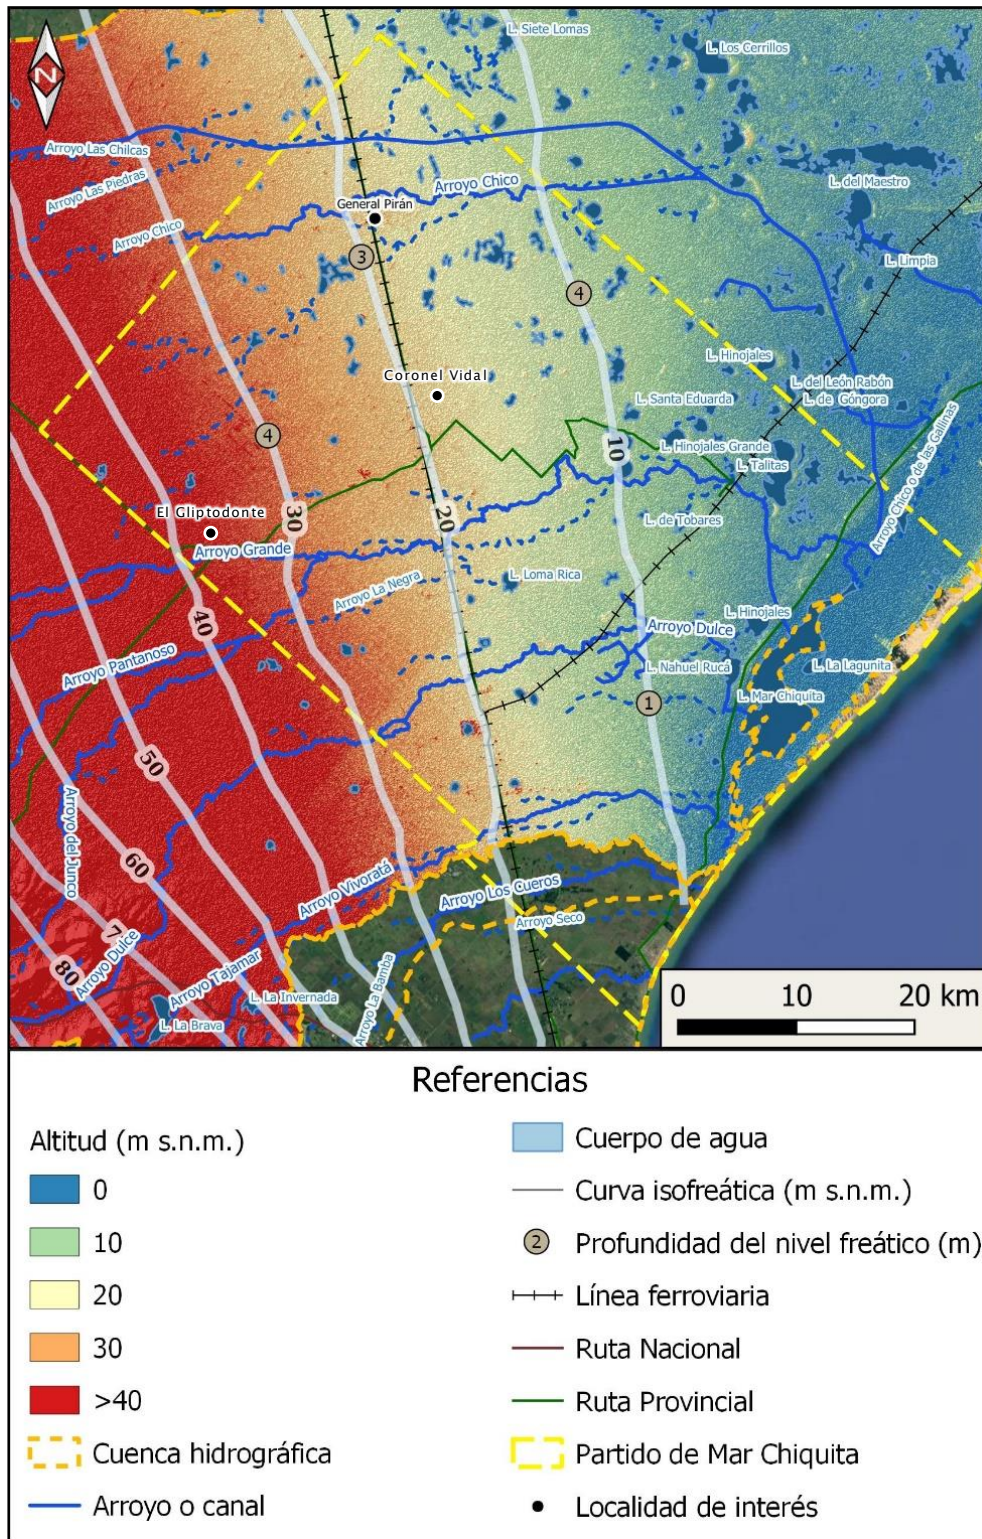 N
L. Siete Lomas
L. Los Cerrillos
Arroyo Las Chilcas
Arroyo Las Piedras
Arroyo Chico
L. del Maestro
General Pirán
Arroyo Chico
L. Limpia
3
4
L. Hinojales
Coronel Vidal
L. del León Rabón
L. de Góngora
L. Santa Eduarda
4
10
L. Hinojales Grande
L. Talitas
Arroyo Chico o de las Gallinas
El Gliptodonte
30
20
L. de Tobares
Arroyo Grande
Arroyo La Negra
L. Loma Rica
40
L. Hinojales
Arroyo Dulce
Arroyo Pantanoso
L. Nahuel Rucá
L. La Lagunita
L. Mar Chiquita
1
50
Arroyo del Junco
60
Arroyo Vivoratá
Arroyo Los Cueros
Arroyo Seco
7
Arroyo Dulce
80
Arroyo Tajamar
L. La Invernada
Arroyo La Bamba
L. La Brava
0 10 20 km
Referencias
Altitud (m s.n.m.)
0
10
20
30
>40
Cuenca hidrográfica
Arroyo o canal
Cuerpo de agua
Curva isofreática (m s.n.m.)
2 Profundidad del nivel freático (m)
Línea ferroviaria
Ruta Nacional
Ruta Provincial
Partido de Mar Chiquita
Localidad de interés